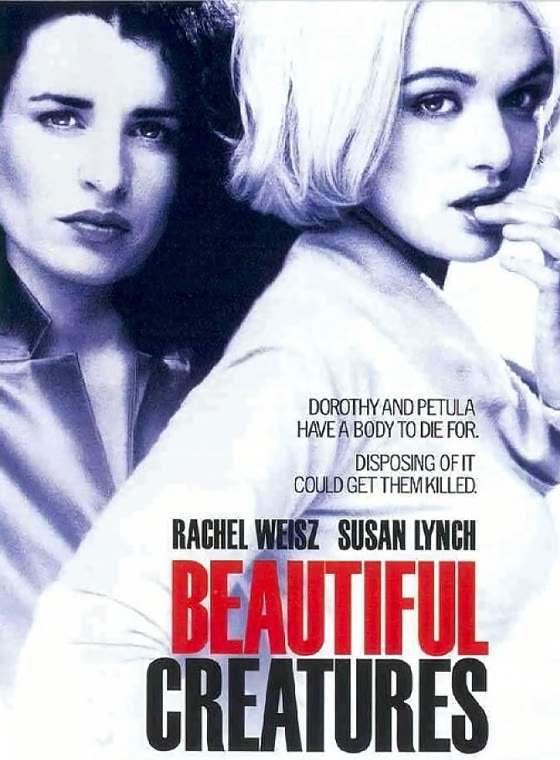 DOROTHY AND PETULA
HAVE A BODY TO DIE FOR.
DISPOSING OF IT
COULD GET THEM KILLED.
RACHEL WEISZ SUSAN LYNCH
BEAUTIFUL
CREATURES